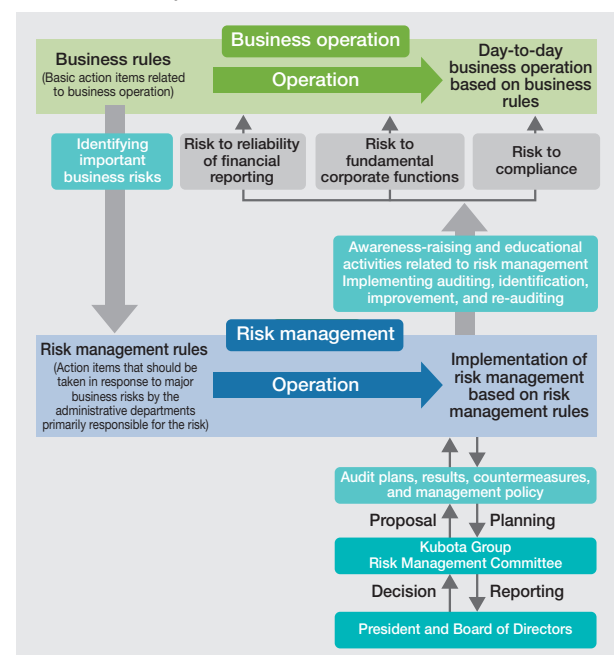 Business operation
Business rules
(Basic action items related
to business operation)
Operation
Day-to-day
business operation
based on business
rules
Identifying
important
business risks
Risk to reliability
of financial
reporting
Risk to
fundamental
corporate functions
Risk to
compliance
Awareness-raising and educational
activities related to risk management
Implementing auditing, identification,
improvement, and re-auditing
Risk management
Risk management rules
(Action items that should be
taken in response to major
business risks by the
administrative departments
primarily responsible for the risk)
Operation
Implementation of
risk management
based on risk
management rules
Audit plans, results, countermeasures,
and management policy
Proposal
Planning
Kubota Group
Risk Management Committee
Decision
Reporting
President and Board of Directors